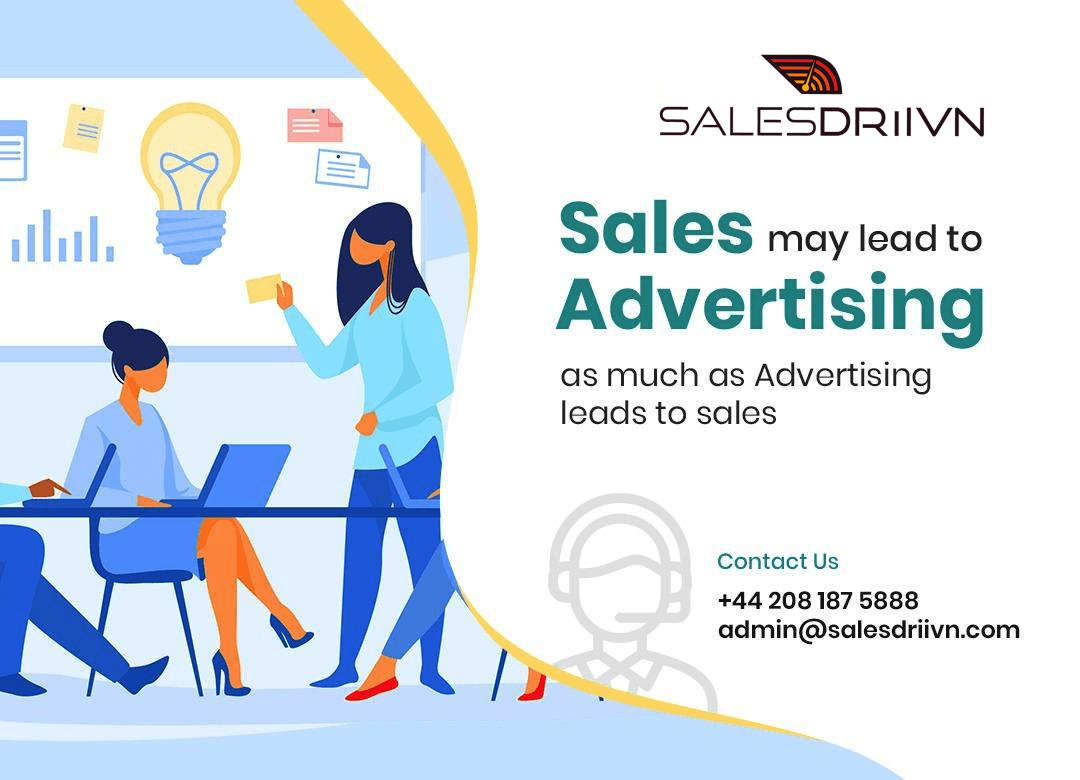 SALESDRIIVN
Sales may lead to
Advertising
as much as Advertising
leads to sales
Contact Us
+44 208 187 5888
admin@salesdriivn.com